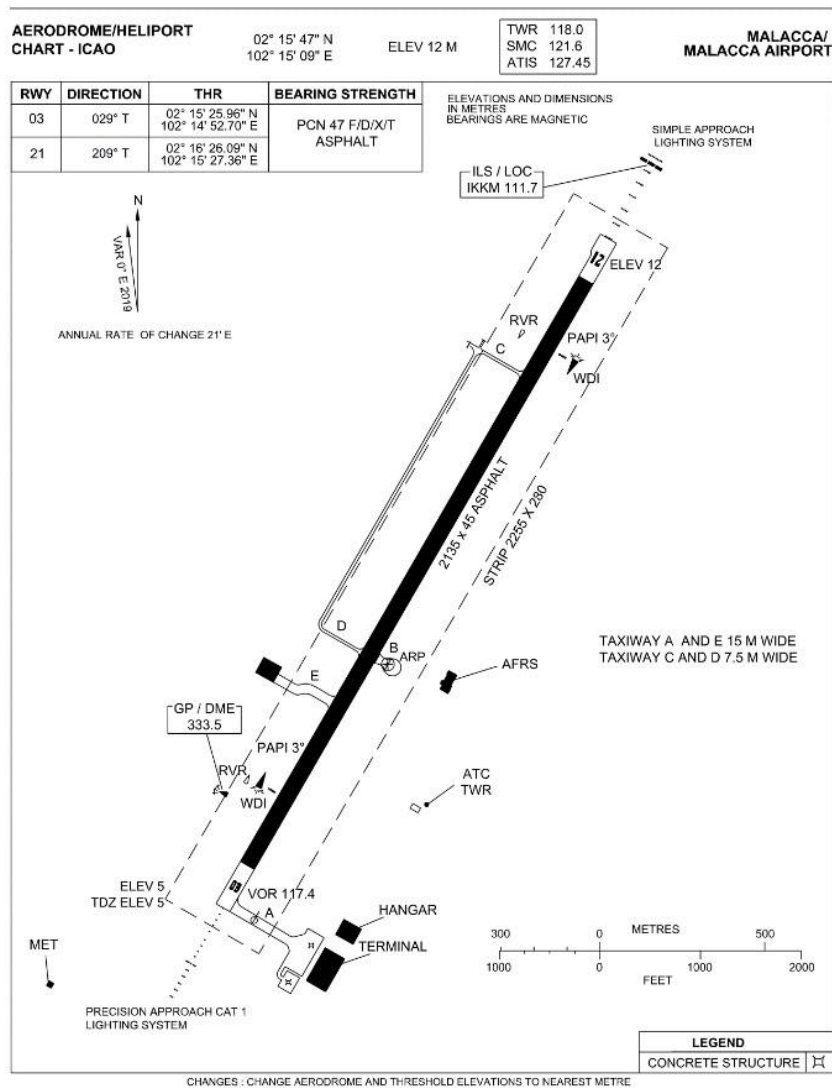 AERODROME/HELIPORT
CHART - ICAO
02° 15' 47" N
102° 15' 09" E
ELEV 12 M
TWR 118.0
SMC 121.6
ATIS 127.45
MALACCA/
MALACCA AIRPORT
RWY DIRECTION THR BEARING STRENGTH
03 029° T 02° 15' 25.96" N
102° 14' 52.70" E
PCN 47 F/D/X/T
ASPHALT
21 209° T 02° 16' 26.09" N
102° 15' 27.36" E
ELEVATIONS AND DIMENSIONS
IN METRES
BEARINGS ARE MAGNETIC
SIMPLE APPROACH
LIGHTING SYSTEM
ILS / LOC
IKKM 111.7
N
VAR 0° E 2019
ANNUAL RATE OF CHANGE 21' E
21
ELEV 12
RVR
C
PAPI 3°
WDI
2135 x 45 ASPHALT
STRIP 2255 X 280
D
B
ARP
TAXIWAY A AND E 15 M WIDE
TAXIWAY C AND D 7.5 M WIDE
AFRS
E
GP / DME
333.5
PAPI 3°
RVR
WDI
ATC
TWR
03
ELEV 5
TDZ ELEV 5
VOR 117.4
A
HANGAR
TERMINAL
MET
300 0 METRES 500
1000 0 1000 2000
FEET
PRECISION APPROACH CAT 1
LIGHTING SYSTEM
LEGEND
CONCRETE STRUCTURE
CHANGES : CHANGE AERODROME AND THRESHOLD ELEVATIONS TO NEAREST METRE